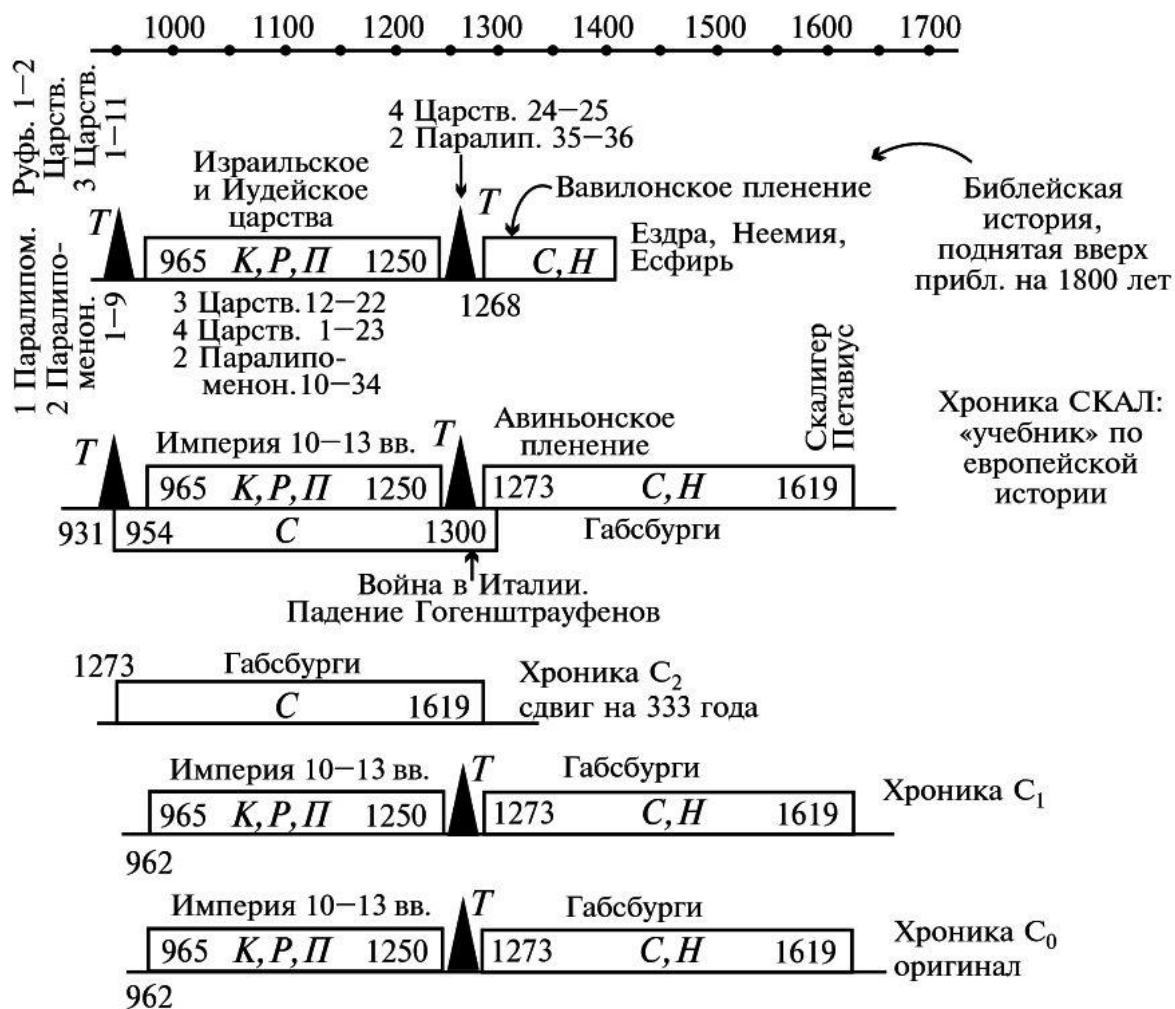 1000 1100 1200 1300 1400 1500 1600 1700
Руфь. 1–2
Царств.
3 Царств.
1–11
4 Царств. 24–25
2 Паралип. 35–36
Израильское
и Иудейское
царства
Вавилонское пленение
Библейская
история,
поднятая вверх
прибл. на 1800 лет
T
965 К, Р, П 1250
T
С, Н
Ездра, Неемия,
Есфирь
1 Паралипом.
2 Паралипо-
менон.
1–9
3 Царств. 12–22
4 Царств. 1–23
2 Паралипо-
менон. 10–34
1268
Скалигер
Петавиус
Хроника СКАЛ:
«учебник» по
европейской
истории
T
Империя 10–13 вв.
T
Авиньонское
пленение
965 К, Р, П 1250
1273 С, Н 1619
931 954 С 1300
Габсбурги
Война в Италии.
Падение Гогенштрауфенов
1273
Габсбурги
С 1619
Хроника С₂
сдвиг на 333 года
Империя 10–13 вв.
T
Габсбурги
965 К, Р, П 1250
1273 С, Н 1619
Хроника С₁
962
Империя 10–13 вв.
T
Габсбурги
965 К, Р, П 1250
1273 С, Н 1619
Хроника С₀
оригинал
962